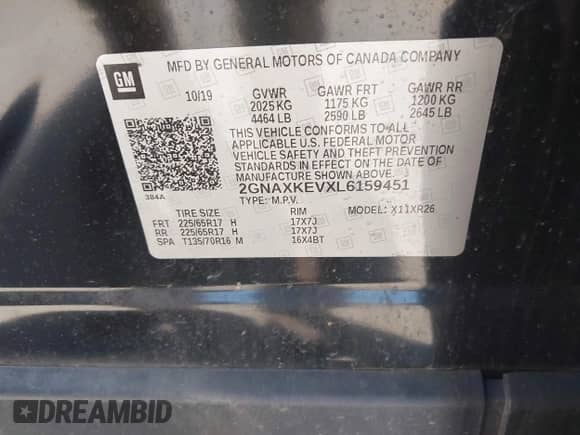 GM
MFD BY GENERAL MOTORS OF CANADA COMPANY
10/19 GVWR GAWR FRT GAWR RR
2025 KG 1175 KG 1200 KG
4464 LB 2590 LB 2645 LB
THIS VEHICLE CONFORMS TO ALL
APPLICABLE U.S. FEDERAL MOTOR
VEHICLE SAFETY AND THEFT PREVENTION
STANDARDS IN EFFECT ON THE DATE OF
MANUFACTURE SHOWN ABOVE.
384A
2GNAXKEVXL6159451
TYPE: M.P.V. MODEL: X11XR26
TIRE SIZE RIM
FRT 225/65R17 H 17X7J
RR 225/65R17 H 17X7J
SPA T135/70R16 M 16X4BT
DREAMBID